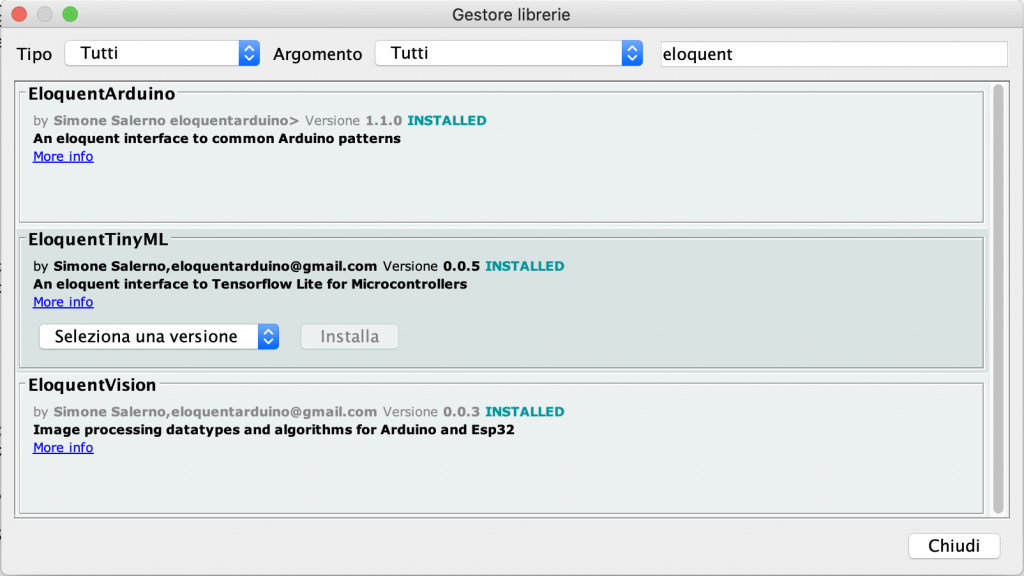 Gestore librerie
Tipo Tutti Argomento Tutti eloquent
EloquentArduino
by Simone Salerno eloquentarduino> Versione 1.1.0 INSTALLED
An eloquent interface to common Arduino patterns
More info
EloquentTinyML
by Simone Salerno,eloquentarduino@gmail.com Versione 0.0.5 INSTALLED
An eloquent interface to Tensorflow Lite for Microcontrollers
More info
Seleziona una versione Installa
EloquentVision
by Simone Salerno,eloquentarduino@gmail.com Versione 0.0.3 INSTALLED
Image processing datatypes and algorithms for Arduino and Esp32
More info
Chiudi